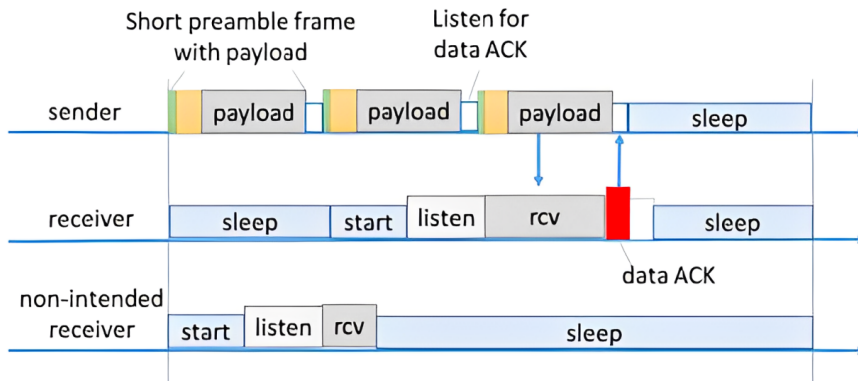 Short preamble frame
with payload
Listen for
data ACK
sender
payload
payload
payload
sleep
receiver
sleep
start
listen
rcv
sleep
data ACK
non-intended
receiver
start
listen
rcv
sleep